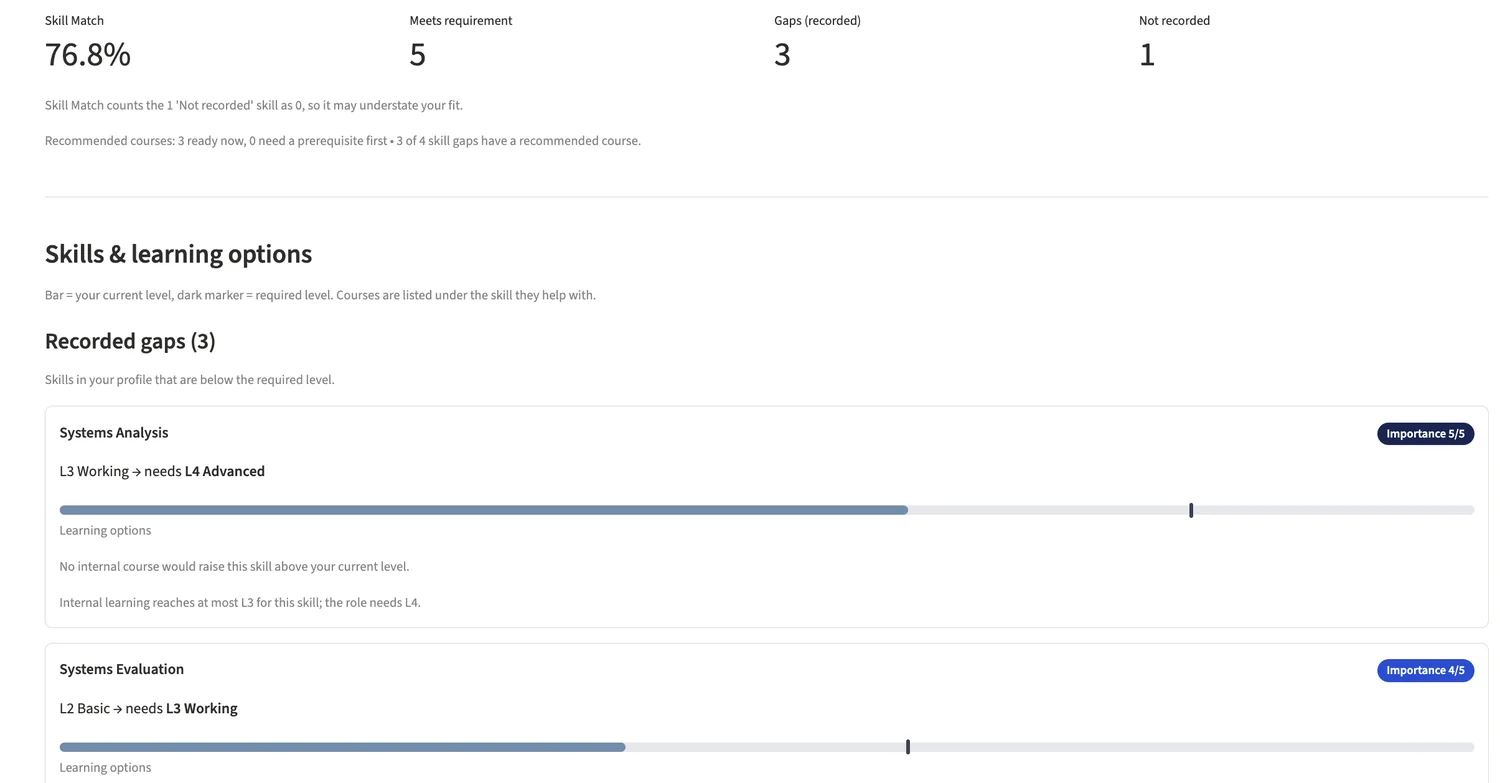 Skill Match
Meets requirement
Gaps (recorded)
Not recorded
76.8%
5
3
1
Skill Match counts the 1 'Not recorded' skill as 0, so it may understate your fit.
Recommended courses: 3 ready now, 0 need a prerequisite first • 3 of 4 skill gaps have a recommended course.
Skills & learning options
Bar = your current level, dark marker = required level. Courses are listed under the skill they help with.
Recorded gaps (3)
Skills in your profile that are below the required level.
Systems Analysis
Importance 5/5
L3 Working → needs L4 Advanced
Learning options
No internal course would raise this skill above your current level.
Internal learning reaches at most L3 for this skill; the role needs L4.
Systems Evaluation
Importance 4/5
L2 Basic → needs L3 Working
Learning options